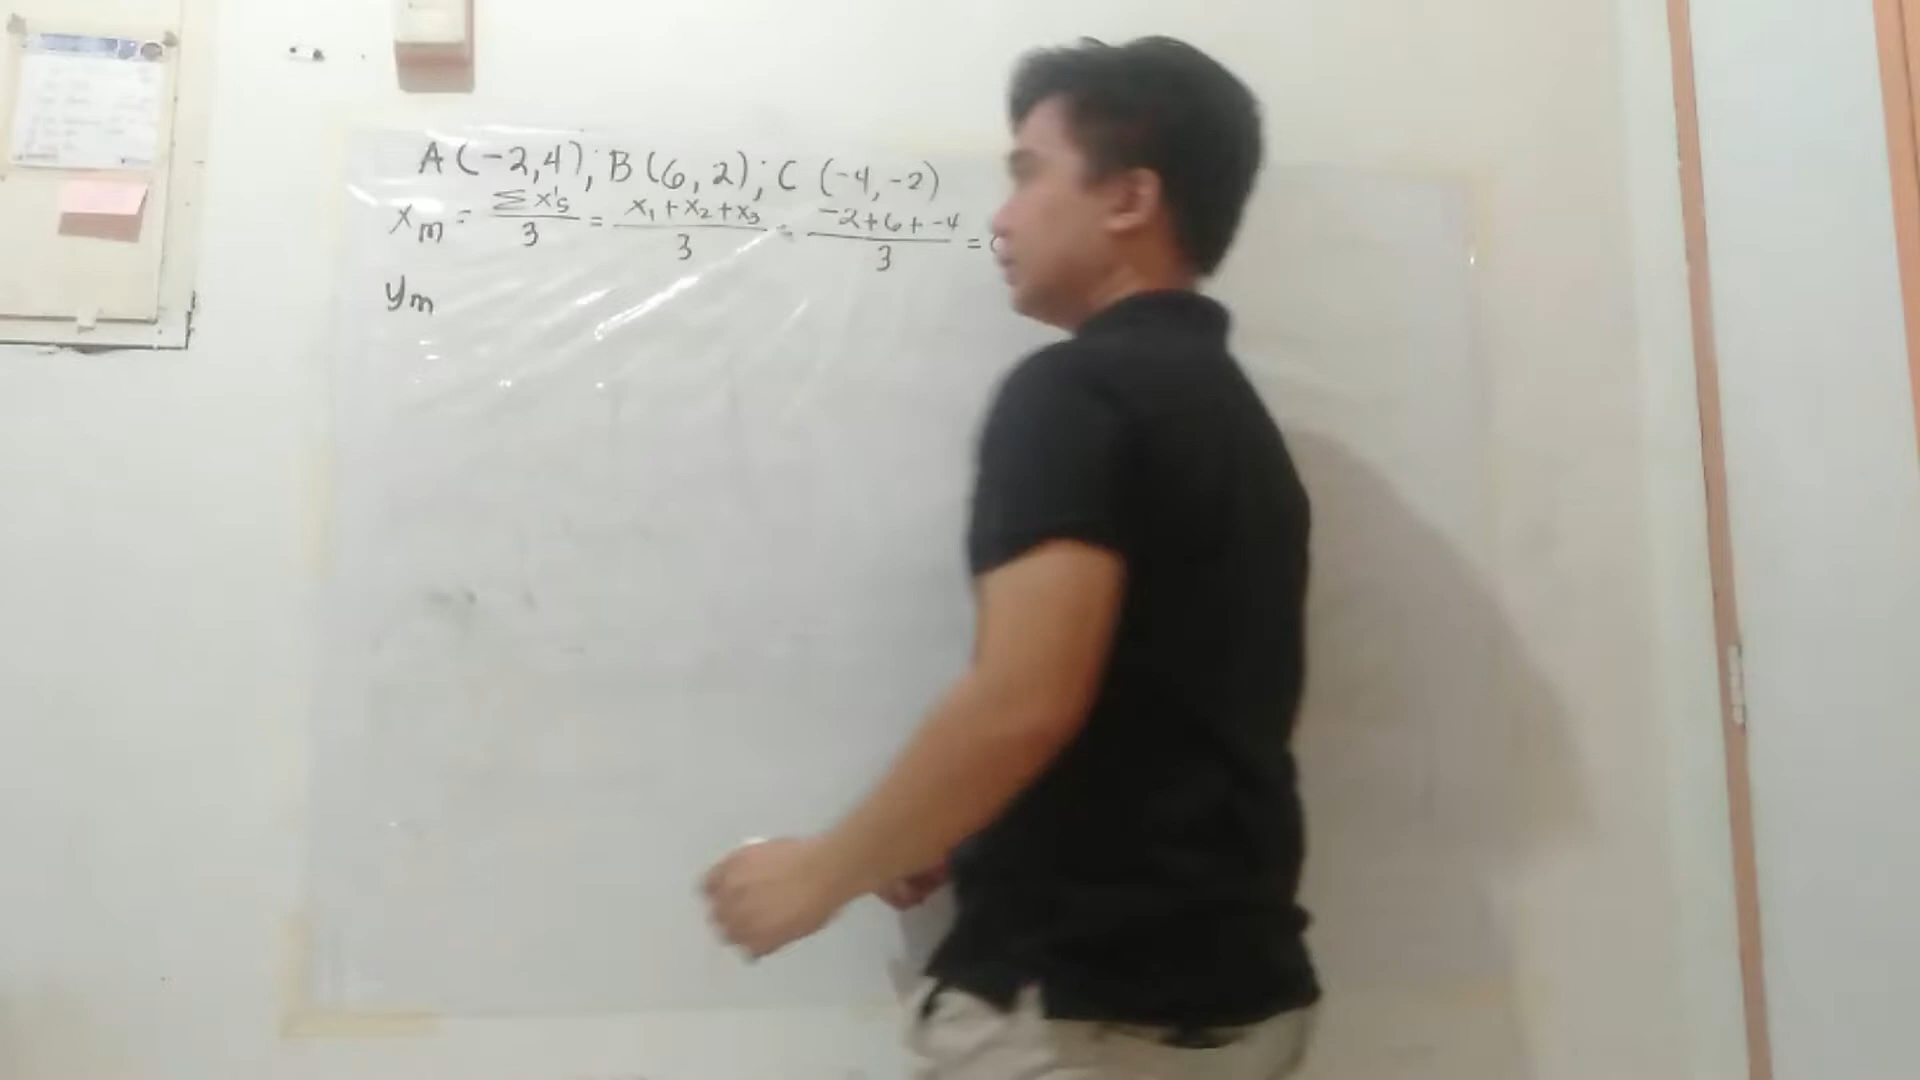 A (-2,4); B (6, 2); C (-4, -2)
xm = Σx's/3 = x₁+x₂+x₃/3 = -2+6+-4/3 =
ym